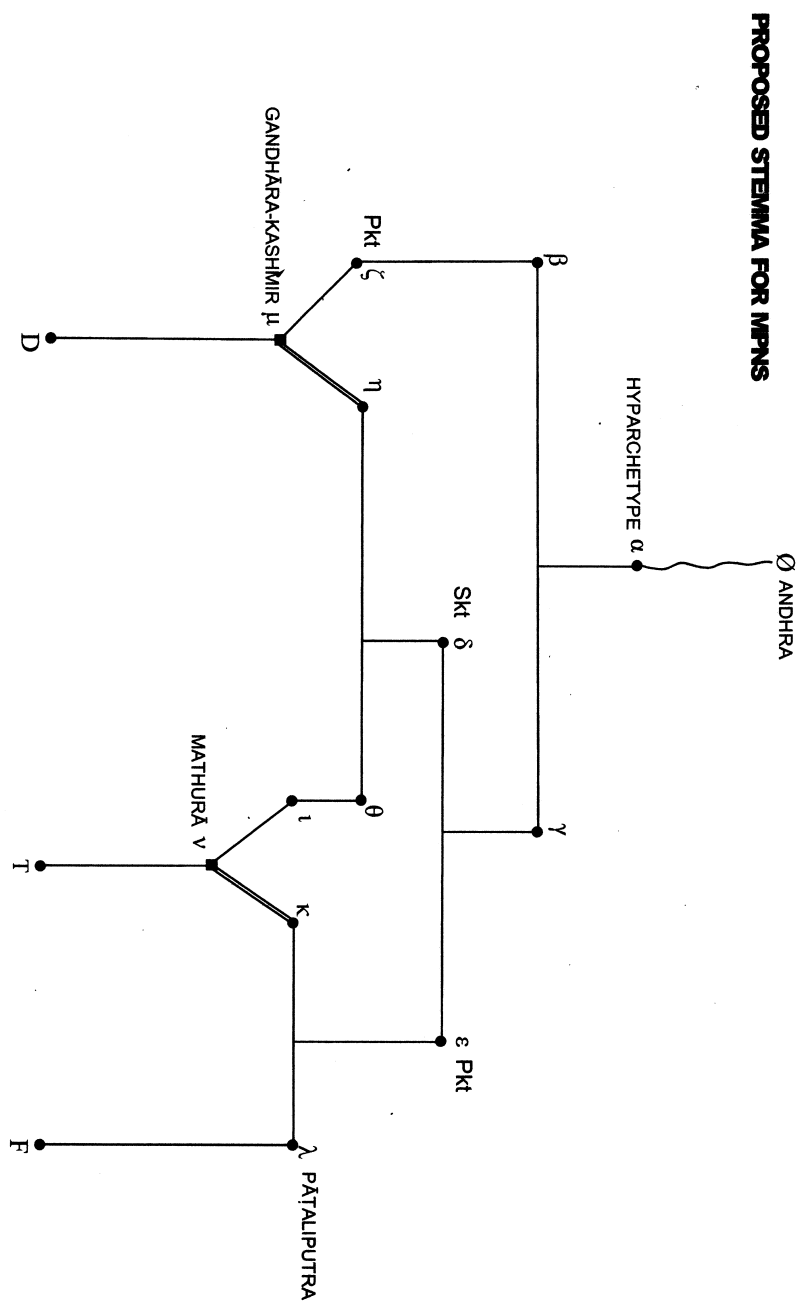 PROPOSED STEMMA FOR MPNS
Ø ANDHRA
HYPARCHETYPE α
β
γ
Skt δ
ε Pkt
Pkt ζ
η
θ
ι
κ
λ PĀṬALIPUTRA
GANDHĀRA-KASHMIR μ
MATHURĀ ν
D
T
F